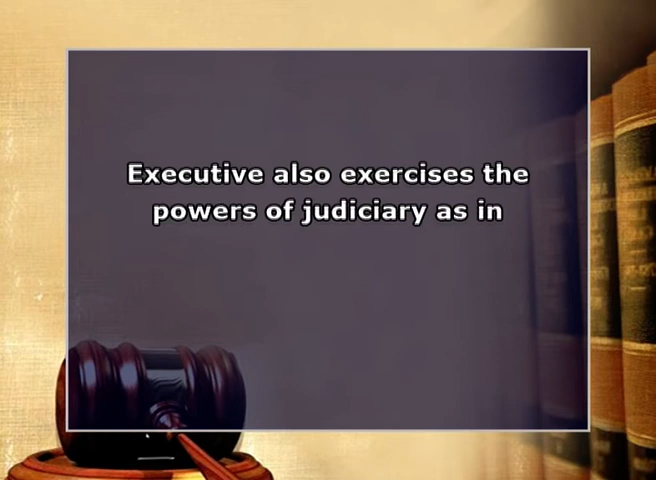 Executive also exercises the
powers of judiciary as in